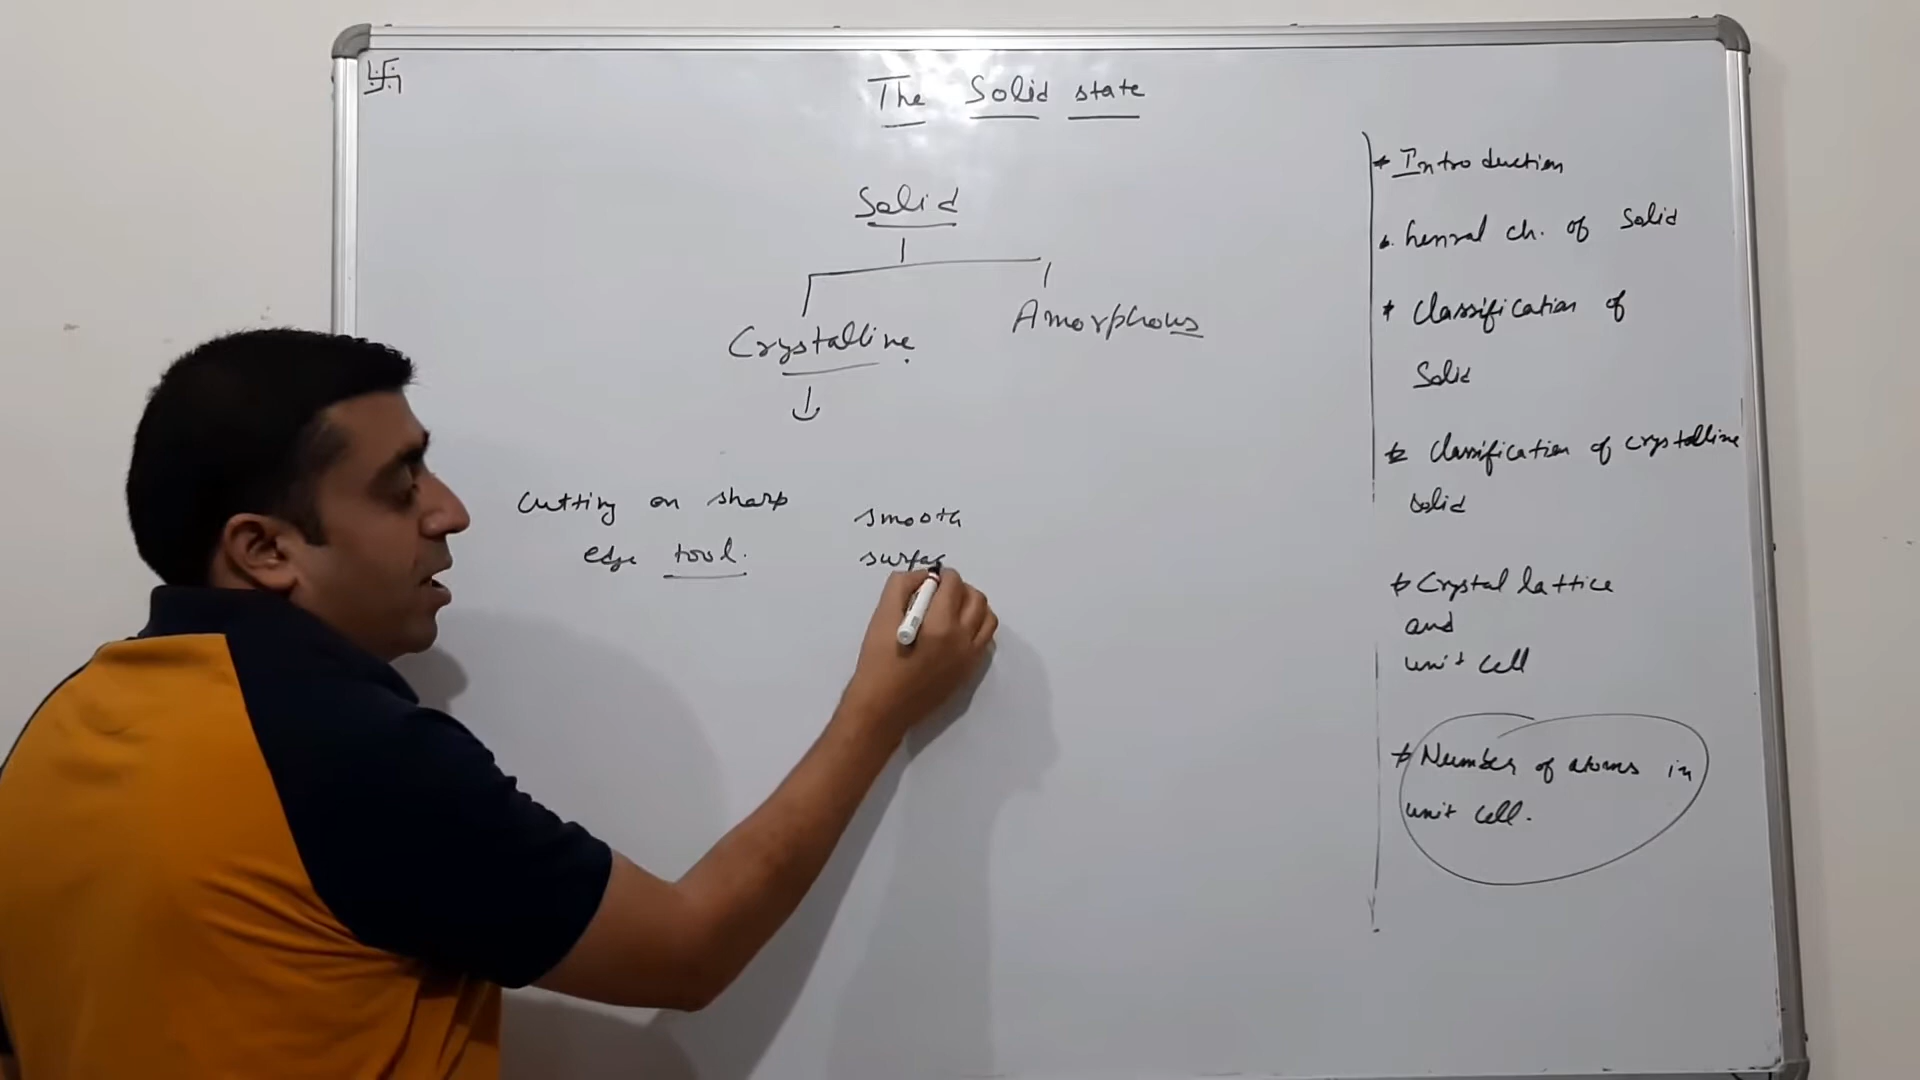 The Solid state
Solid
Crystalline
Amorphous
cutting on sharp
edge tool.
smooth
surfac
* Introduction
ch. of Solid
* Classification of
Solid
* Classification of crystalline
solid
* Crystal lattice
and
unit cell
* Number of atoms in
unit cell.